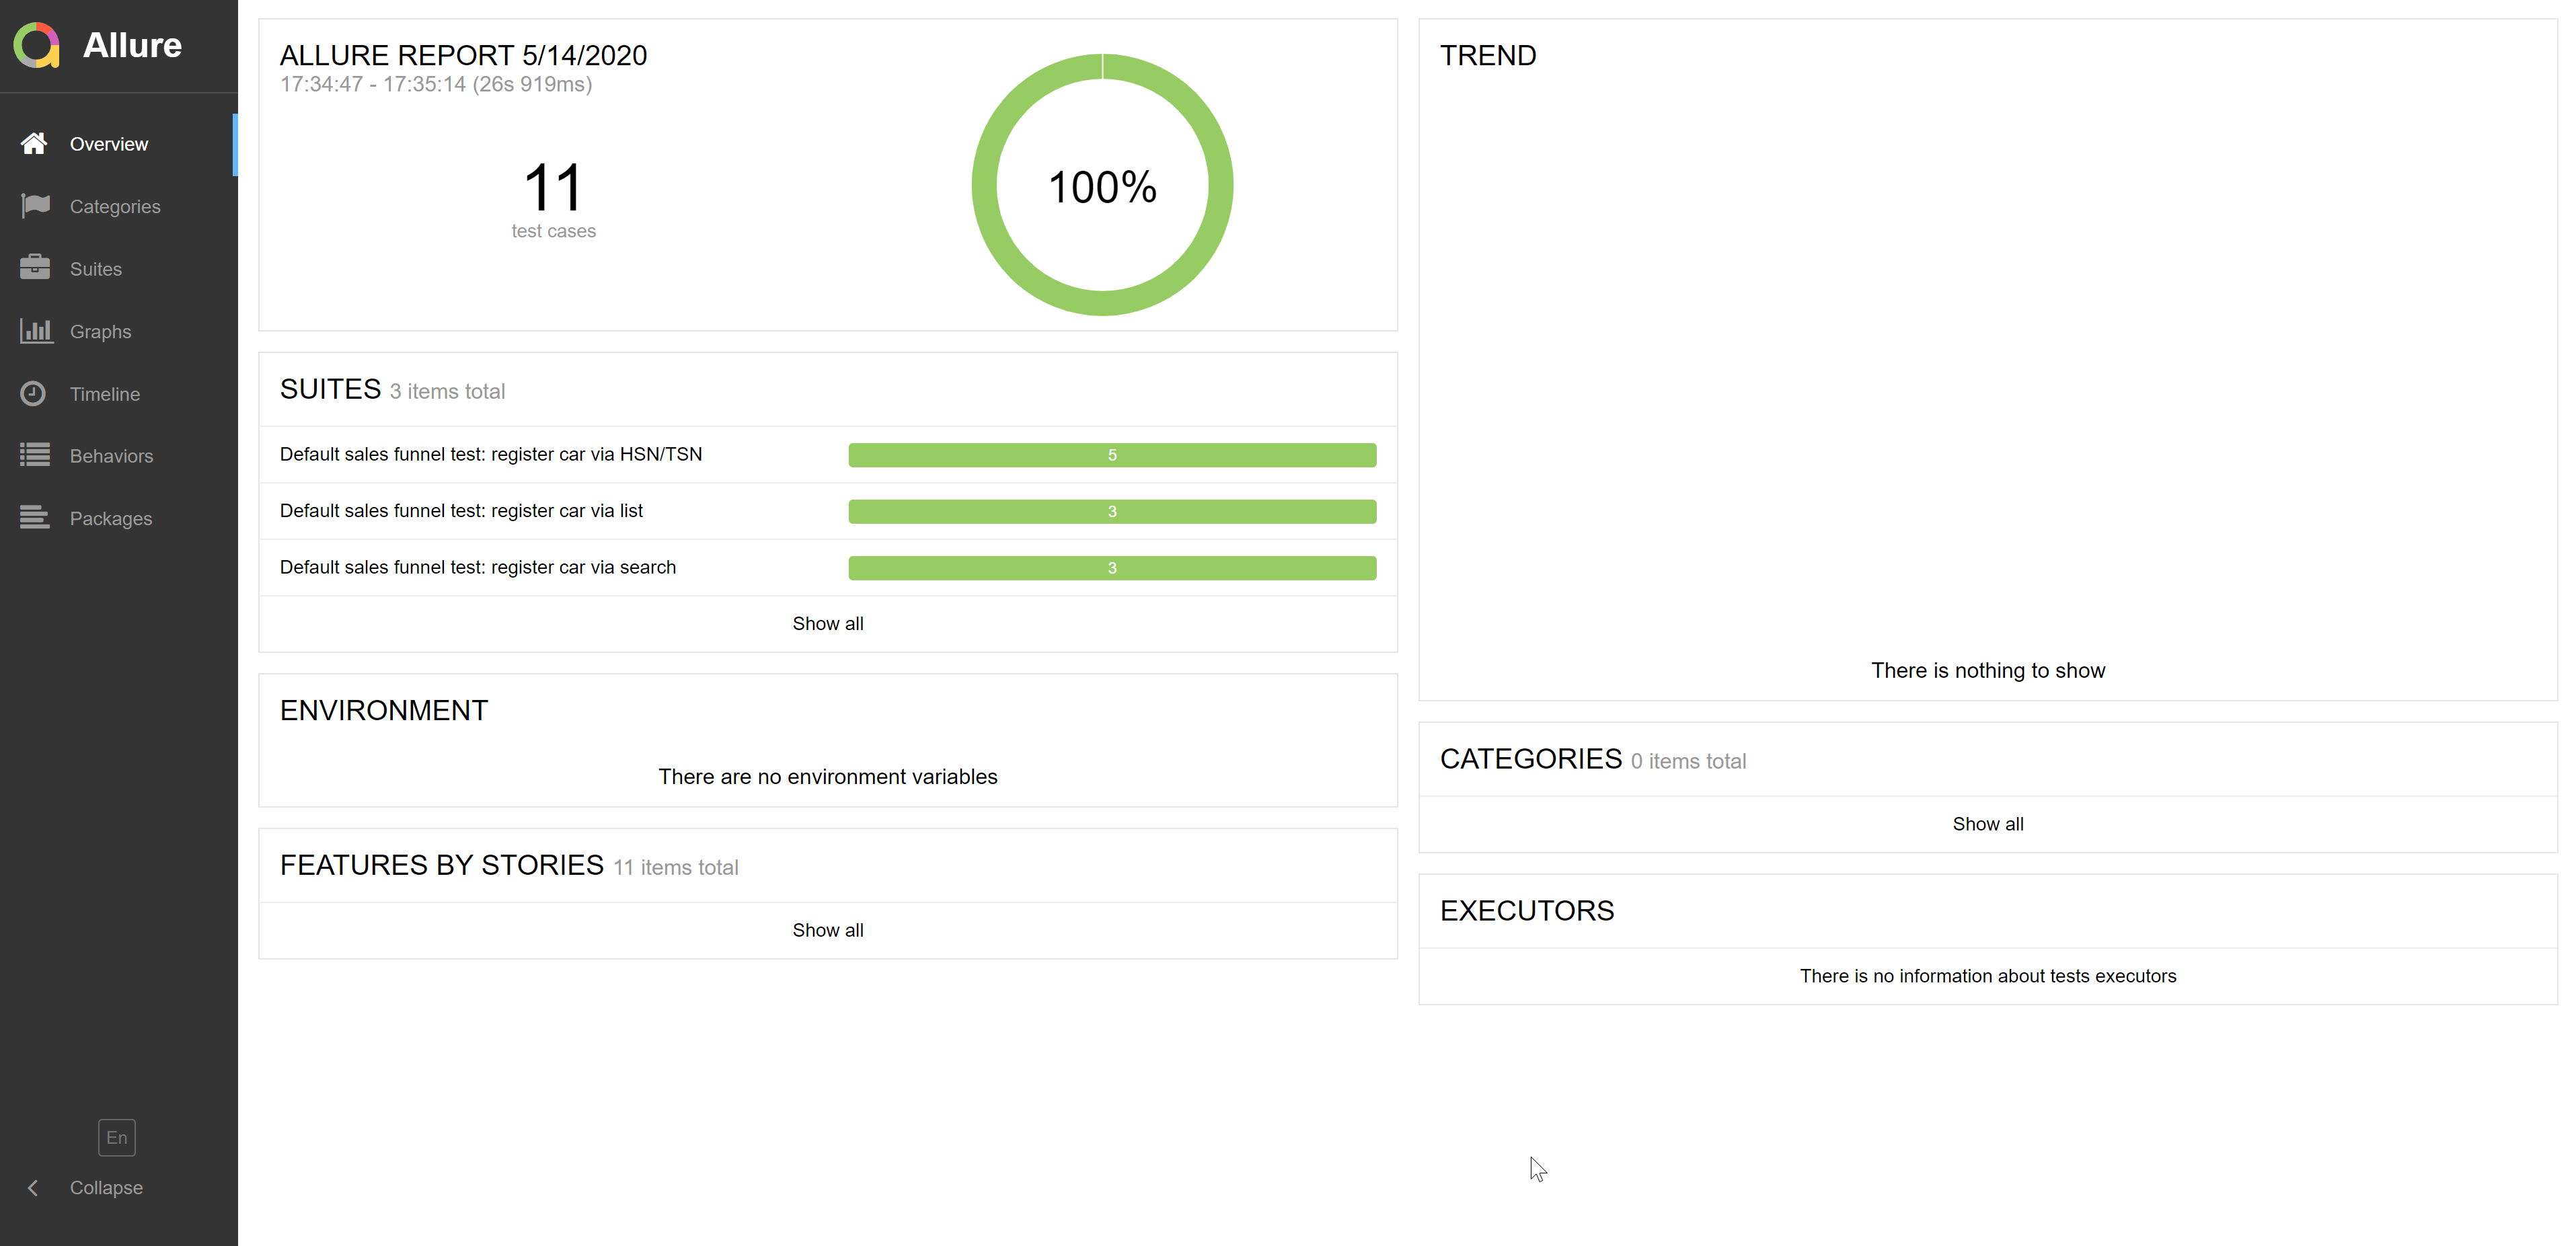 Allure
Overview
Categories
Suites
Graphs
Timeline
Behaviors
Packages
En
Collapse
ALLURE REPORT 5/14/2020
17:34:47 - 17:35:14 (26s 919ms)
11
test cases
100%
SUITES 3 items total
Default sales funnel test: register car via HSN/TSN 5
Default sales funnel test: register car via list 3
Default sales funnel test: register car via search 3
Show all
ENVIRONMENT
There are no environment variables
FEATURES BY STORIES 11 items total
Show all
TREND
There is nothing to show
CATEGORIES 0 items total
Show all
EXECUTORS
There is no information about tests executors